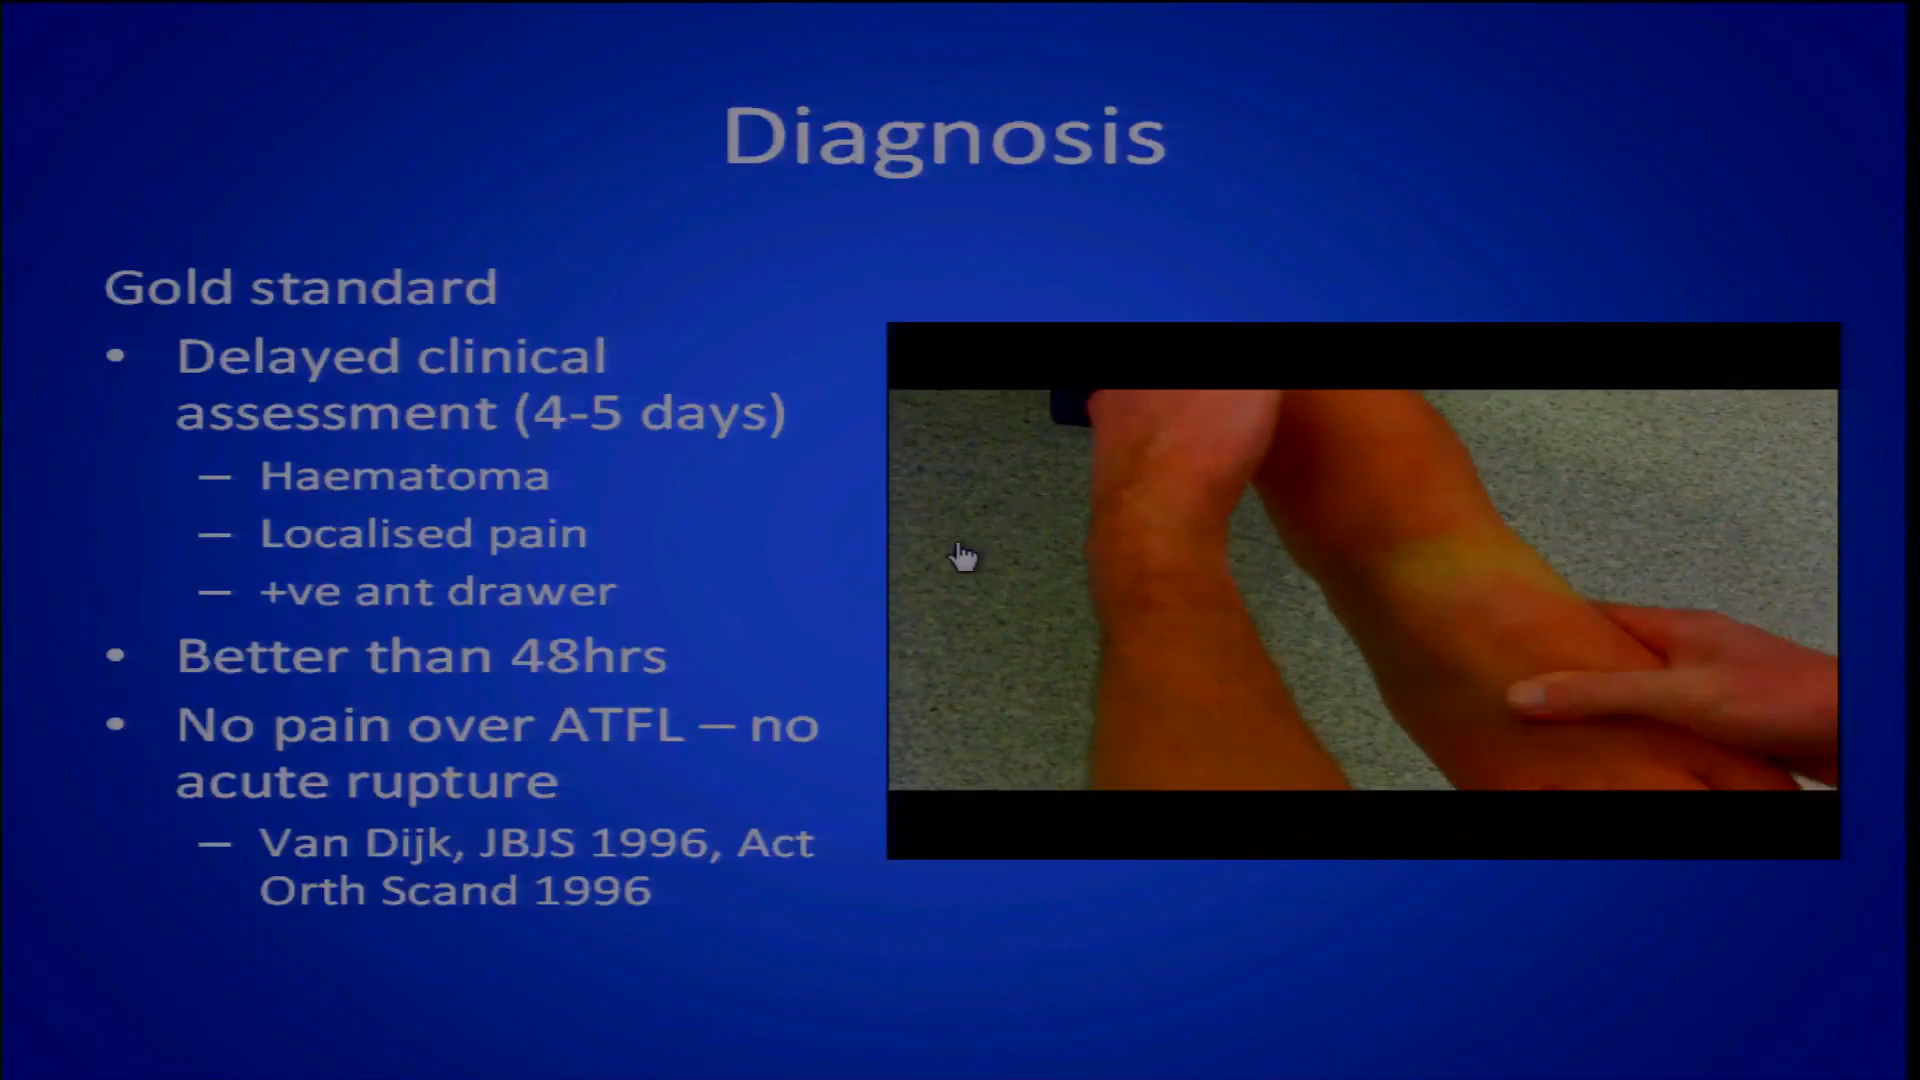 Diagnosis
Gold standard
• Delayed clinical
assessment (4-5 days)
– Haematoma
– Localised pain
– +ve ant drawer
• Better than 48hrs
• No pain over ATFL – no
acute rupture
– Van Dijk, JBJS 1996, Act
Orth Scand 1996